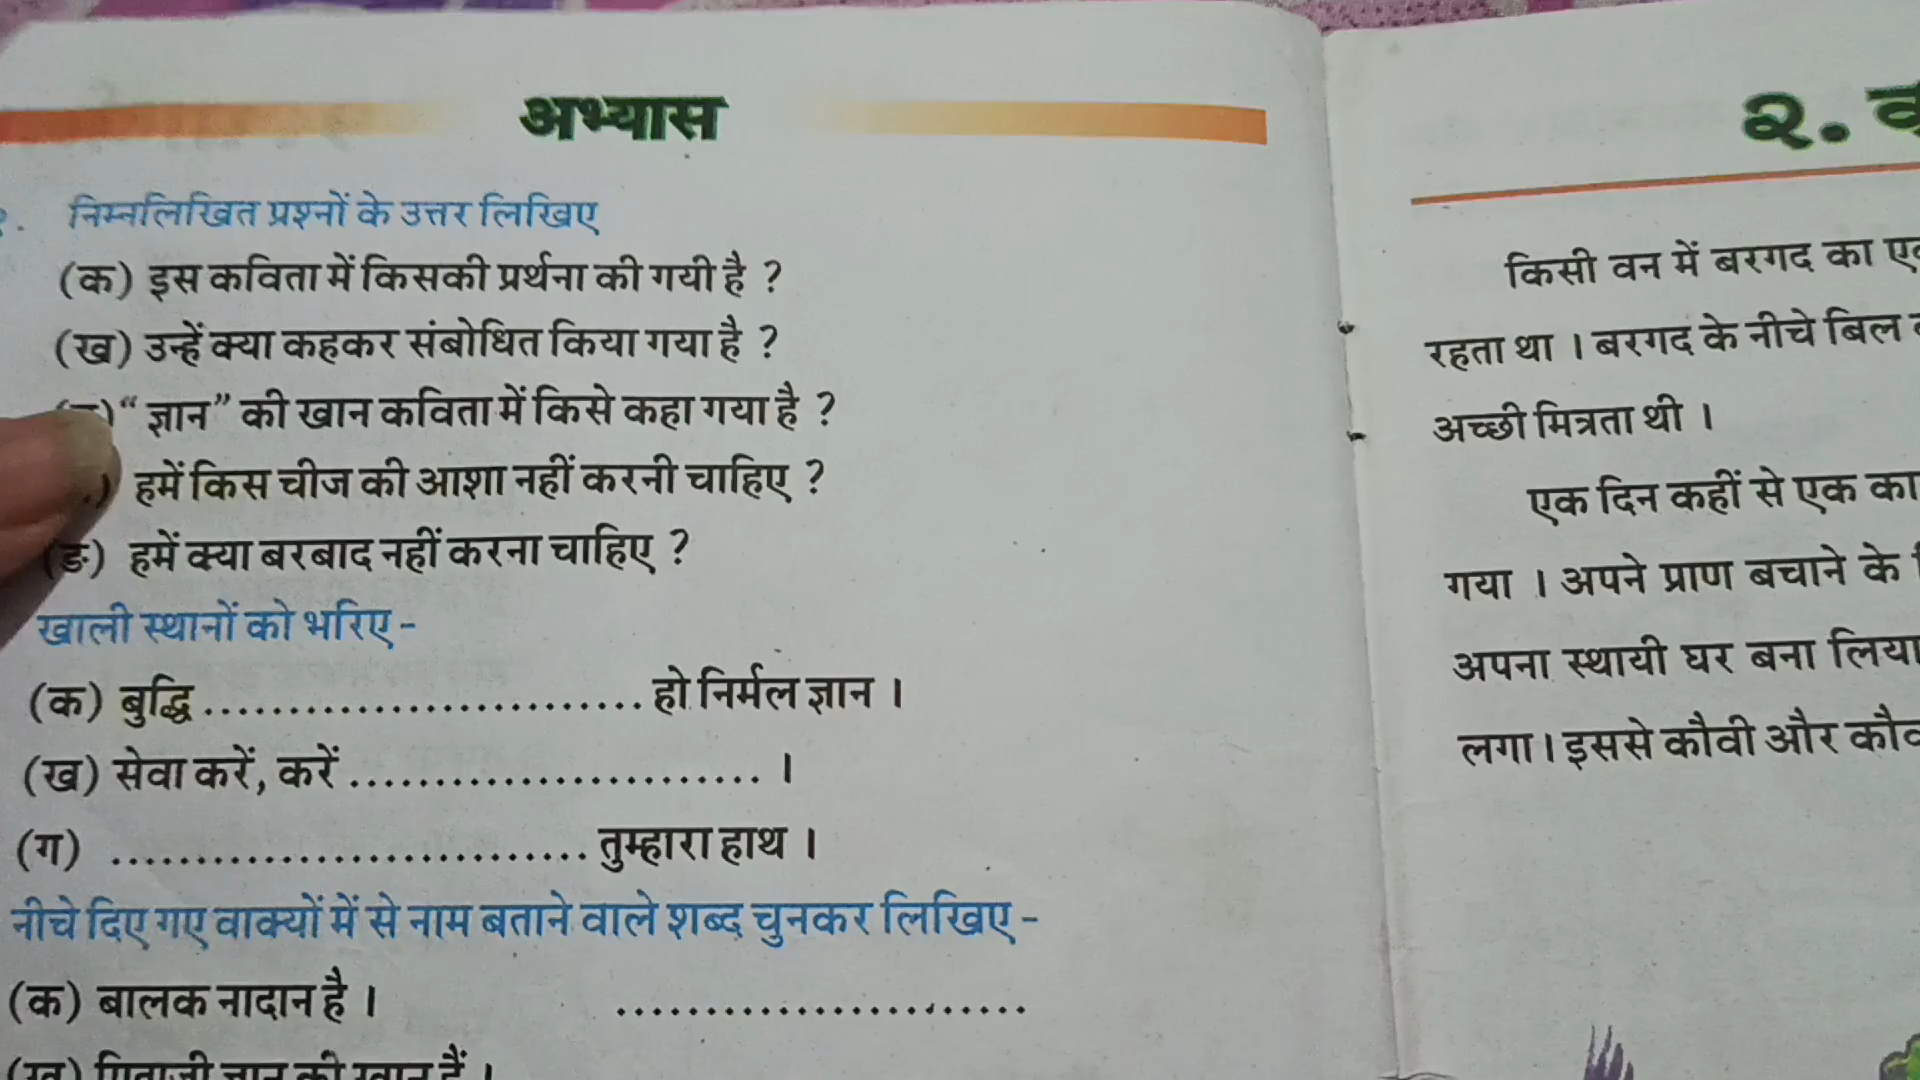 अभ्यास
निम्नलिखित प्रश्नों के उत्तर लिखिए
(क) इस कविता में किसकी प्रर्थना की गयी है ?
(ख) उन्हें क्या कहकर संबोधित किया गया है ?
“ ज्ञान” की खान कविता में किसे कहा गया है ?
हमें किस चीज की आशा नहीं करनी चाहिए ?
(ङ) हमें क्या बरबाद नहीं करना चाहिए ?
खाली स्थानों को भरिए -
(क) बुद्धि .............................. हो निर्मल ज्ञान ।
(ख) सेवा करें, करें ............................ ।
(ग) ................................ तुम्हारा हाथ ।
नीचे दिए गए वाक्यों में से नाम बताने वाले शब्द चुनकर लिखिए -
(क) बालक नादान है । ............................
(ख) पिताजी ज्ञान की खान हैं ।
२.
किसी वन में बरगद का
रहता था । बरगद के नीचे बिल
अच्छी मित्रता थी ।
एक दिन कहीं से एक
गया । अपने प्राण बचाने के
अपना स्थायी घर बना लिया
लगा । इससे कौवी और